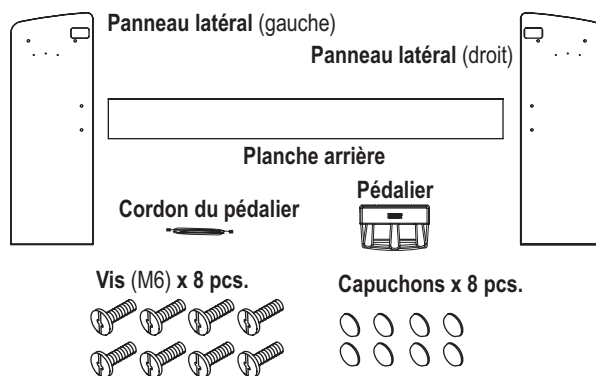 Panneau latéral (gauche)
Panneau latéral (droit)
Planche arrière
Pédalier
Cordon du pédalier
Vis (M6) x 8 pcs.
Capuchons x 8 pcs.